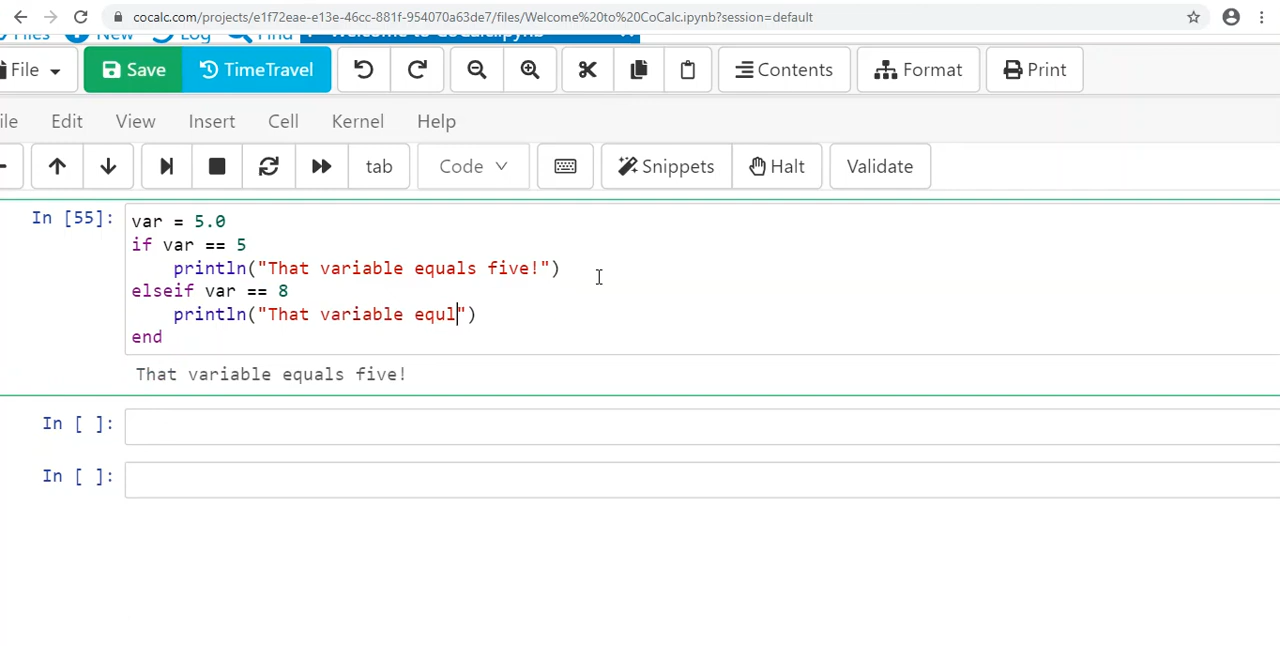 cocalc.com/projects/e1f72eae-e13e-46cc-881f-954070a63de7/files/Welcome%20to%20CoCalc.ipynb?session=default
Files New Log Find Welcome to CoCalc.ipynb
File Save TimeTravel Contents Format Print
ile Edit View Insert Cell Kernel Help
tab Code Snippets Halt Validate
In [55]: var = 5.0
if var == 5
println("That variable equals five!")
elseif var == 8
println("That variable equl")
end
That variable equals five!
In [ ]:
In [ ]: